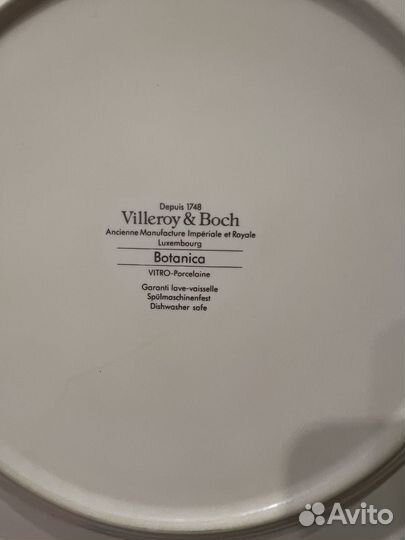 Depuis 1748
Villeroy & Boch
Ancienne Manufacture Impériale et Royale
Luxembourg
Botanica
VITRO-Porcelaine
Garanti lave-vaisselle
Spülmaschinenfest
Dishwasher safe
Avito